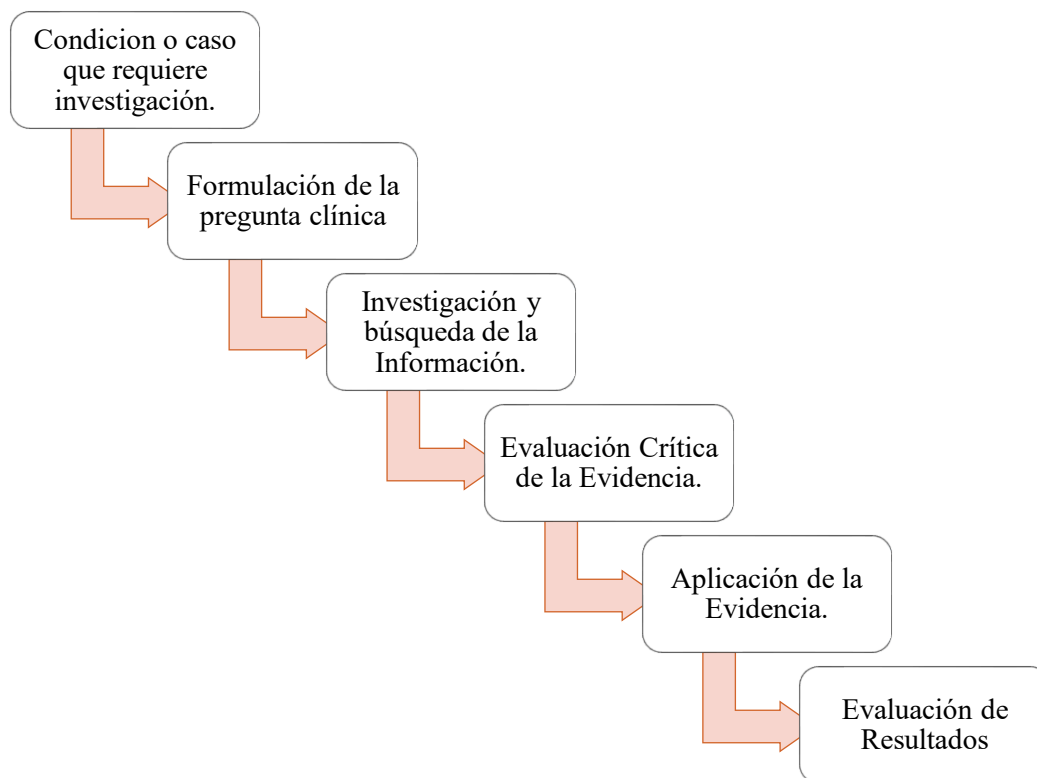 Condicion o caso
que requiere
investigación.
Formulación de la
pregunta clínica
Investigación y
búsqueda de la
Información.
Evaluación Crítica
de la Evidencia.
Aplicación de la
Evidencia.
Evaluación de
Resultados